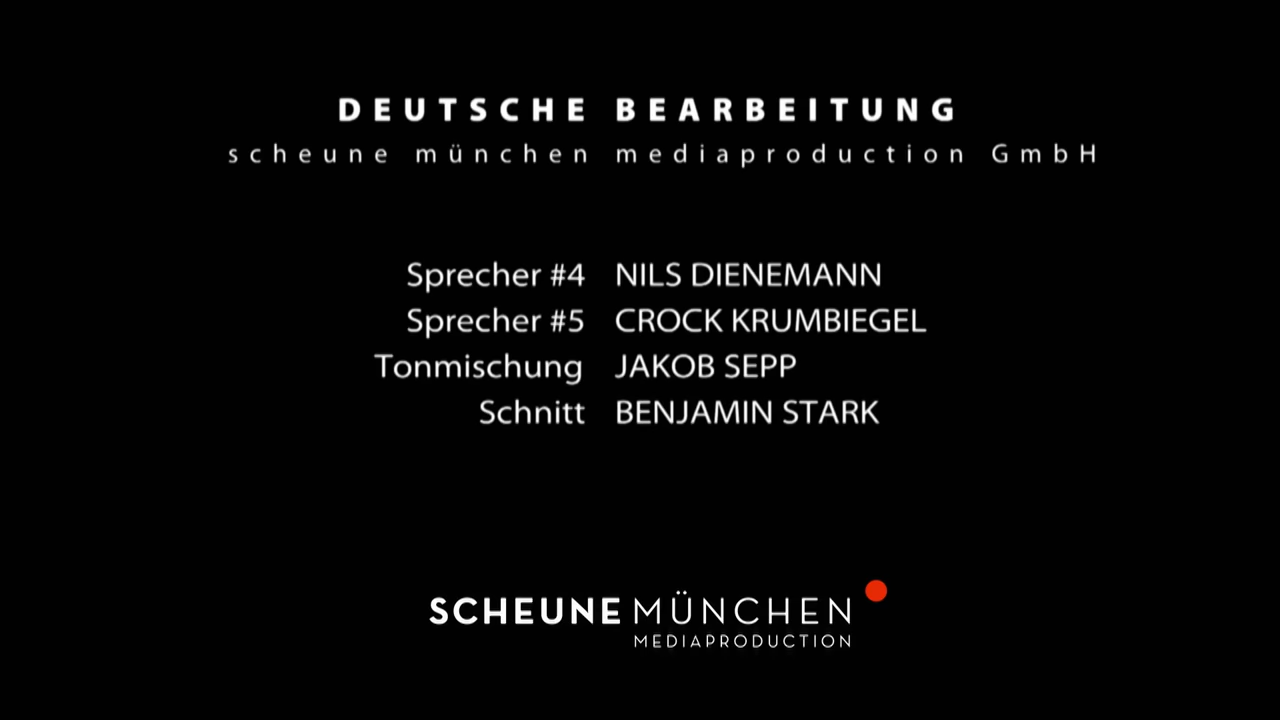 DEUTSCHE BEARBEITUNG
scheune münchen mediaproduction GmbH
Sprecher #4 NILS DIENEMANN
Sprecher #5 CROCK KRUMBIEGEL
Tonmischung JAKOB SEPP
Schnitt BENJAMIN STARK
SCHEUNE MÜNCHEN
MEDIAPRODUCTION